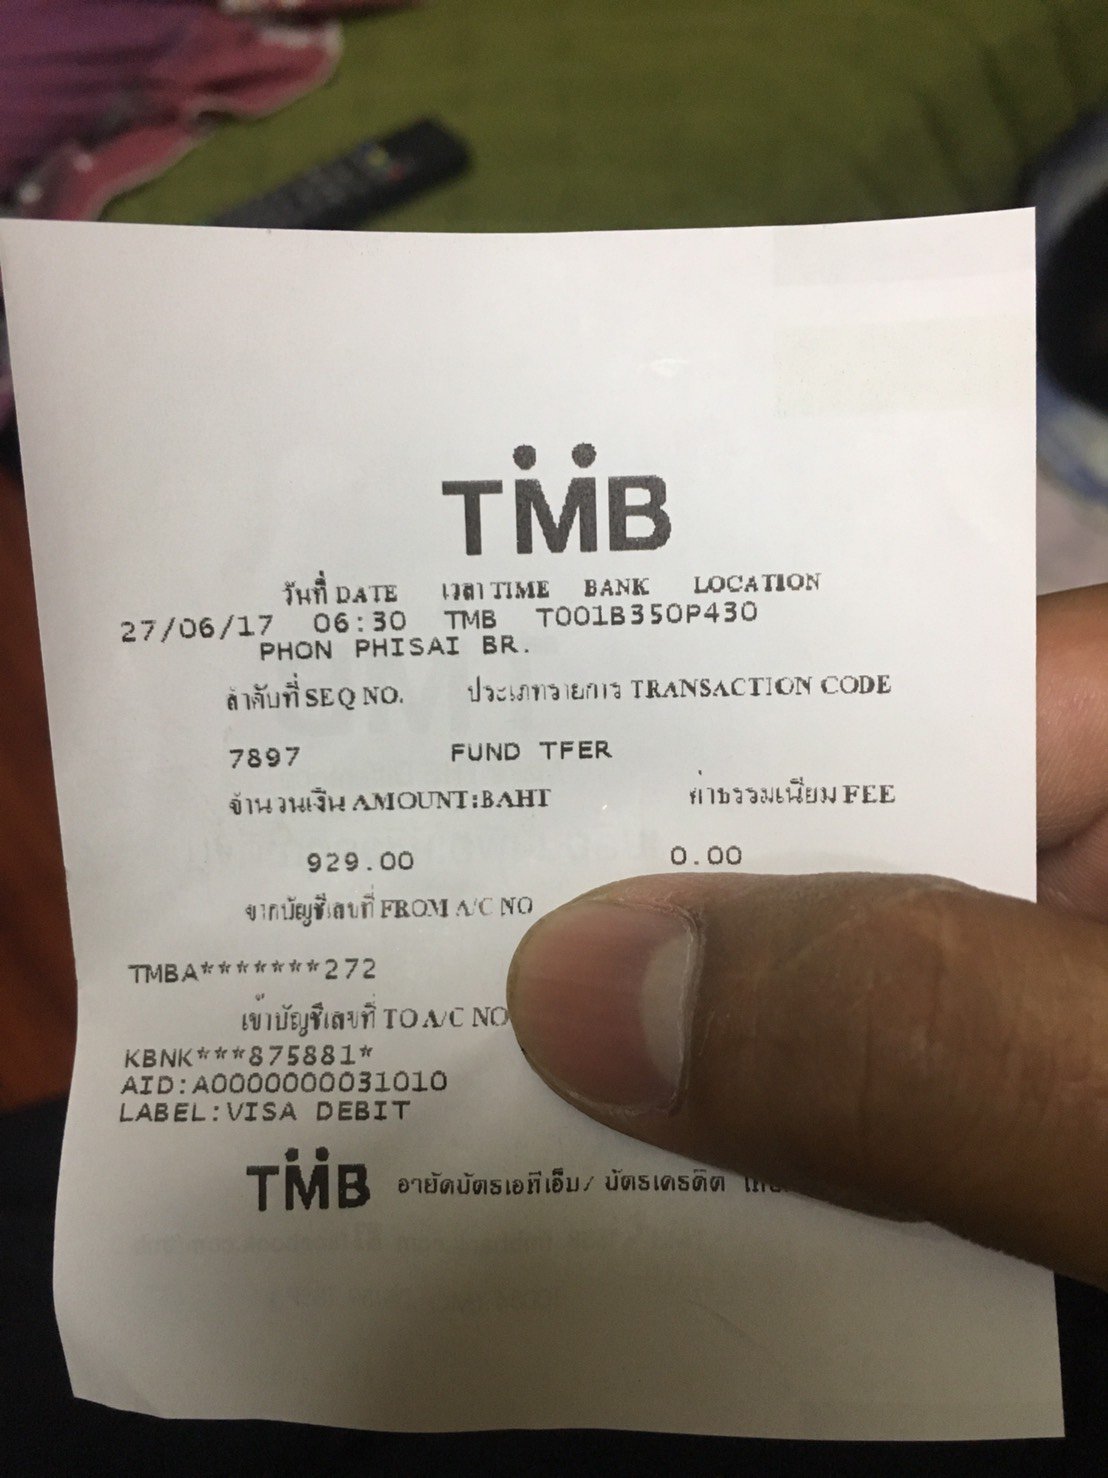 TMB
วันที่ DATE เวลา TIME BANK LOCATION
27/06/17 06:30 TMB T001B350P430
PHON PHISAI BR.
ลำดับที่ SEQ NO. ประเภทรายการ TRANSACTION CODE
7897 FUND TFER
จำนวนเงิน AMOUNT:BAHT ค่าธรรมเนียม FEE
929.00 0.00
จากบัญชีเลขที่ FROM A/C NO
TMBA*******272
เข้าบัญชีเลขที่ TO A/C NO
KBNK***875881*
AID:A0000000031010
LABEL:VISA DEBIT
TMB อายัดบัตรเอทีเอ็ม/ บัตรเครดิต